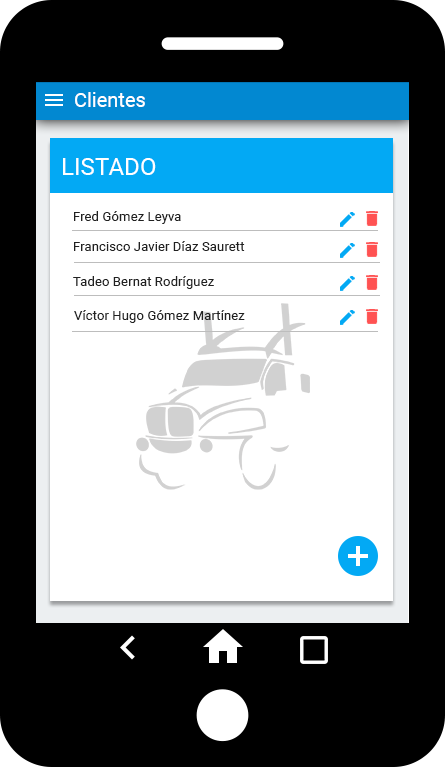 Clientes
LISTADO
Fred Gómez Leyva
Francisco Javier Díaz Saurett
Tadeo Bernat Rodríguez
Víctor Hugo Gómez Martínez